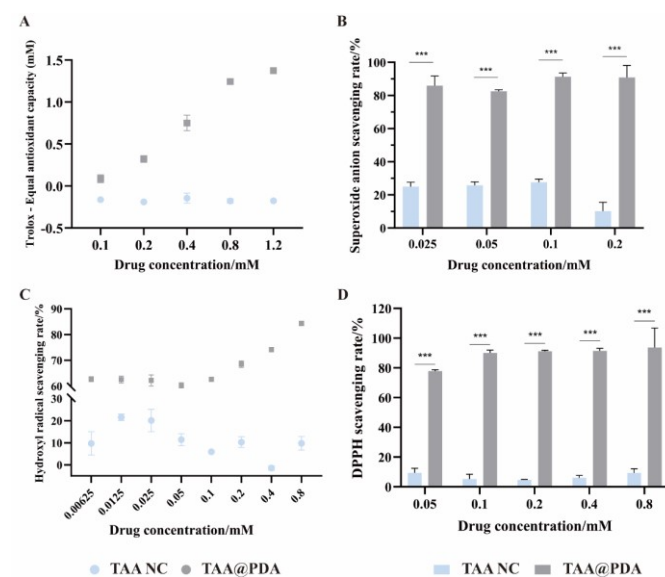 A
Trolox - Equal antioxidant capacity (mM)
1.5
1.0
0.5
0.0
-0.5
0.1 0.2 0.4 0.8 1.2
Drug concentration/mM
B
Superoxide anion scavenging rate/%
100
80
60
40
20
0
*** *** *** ***
0.025 0.05 0.1 0.2
Drug concentration/mM
C
Hydroxyl radical scavenging rate/%
90
80
70
60
20
10
0
0.00625 0.0125 0.025 0.05 0.1 0.2 0.4 0.8
Drug concentration/mM
TAA NC TAA@PDA
D
DPPH scavenging rate/%
120
100
80
60
40
20
0
*** *** *** *** ***
0.05 0.1 0.2 0.4 0.8
Drug concentration/mM
TAA NC TAA@PDA